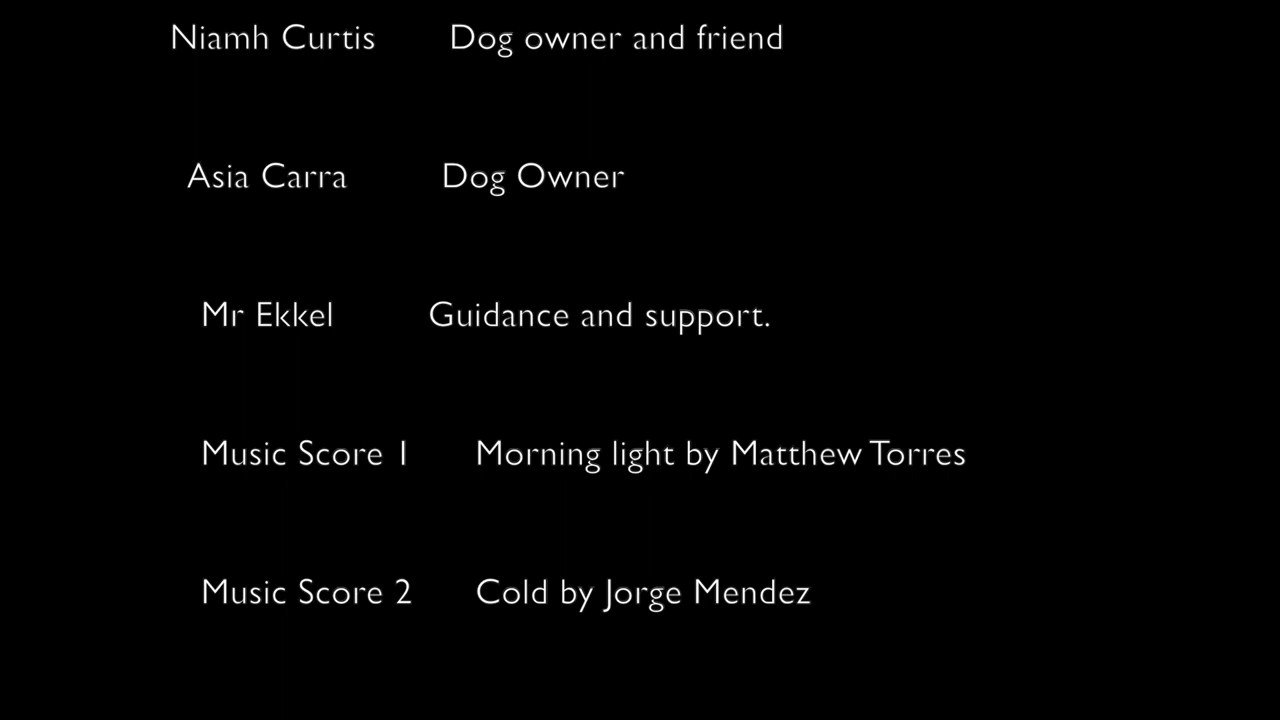 Niamh Curtis Dog owner and friend
Asia Carra Dog Owner
Mr Ekkel Guidance and support.
Music Score 1 Morning light by Matthew Torres
Music Score 2 Cold by Jorge Mendez